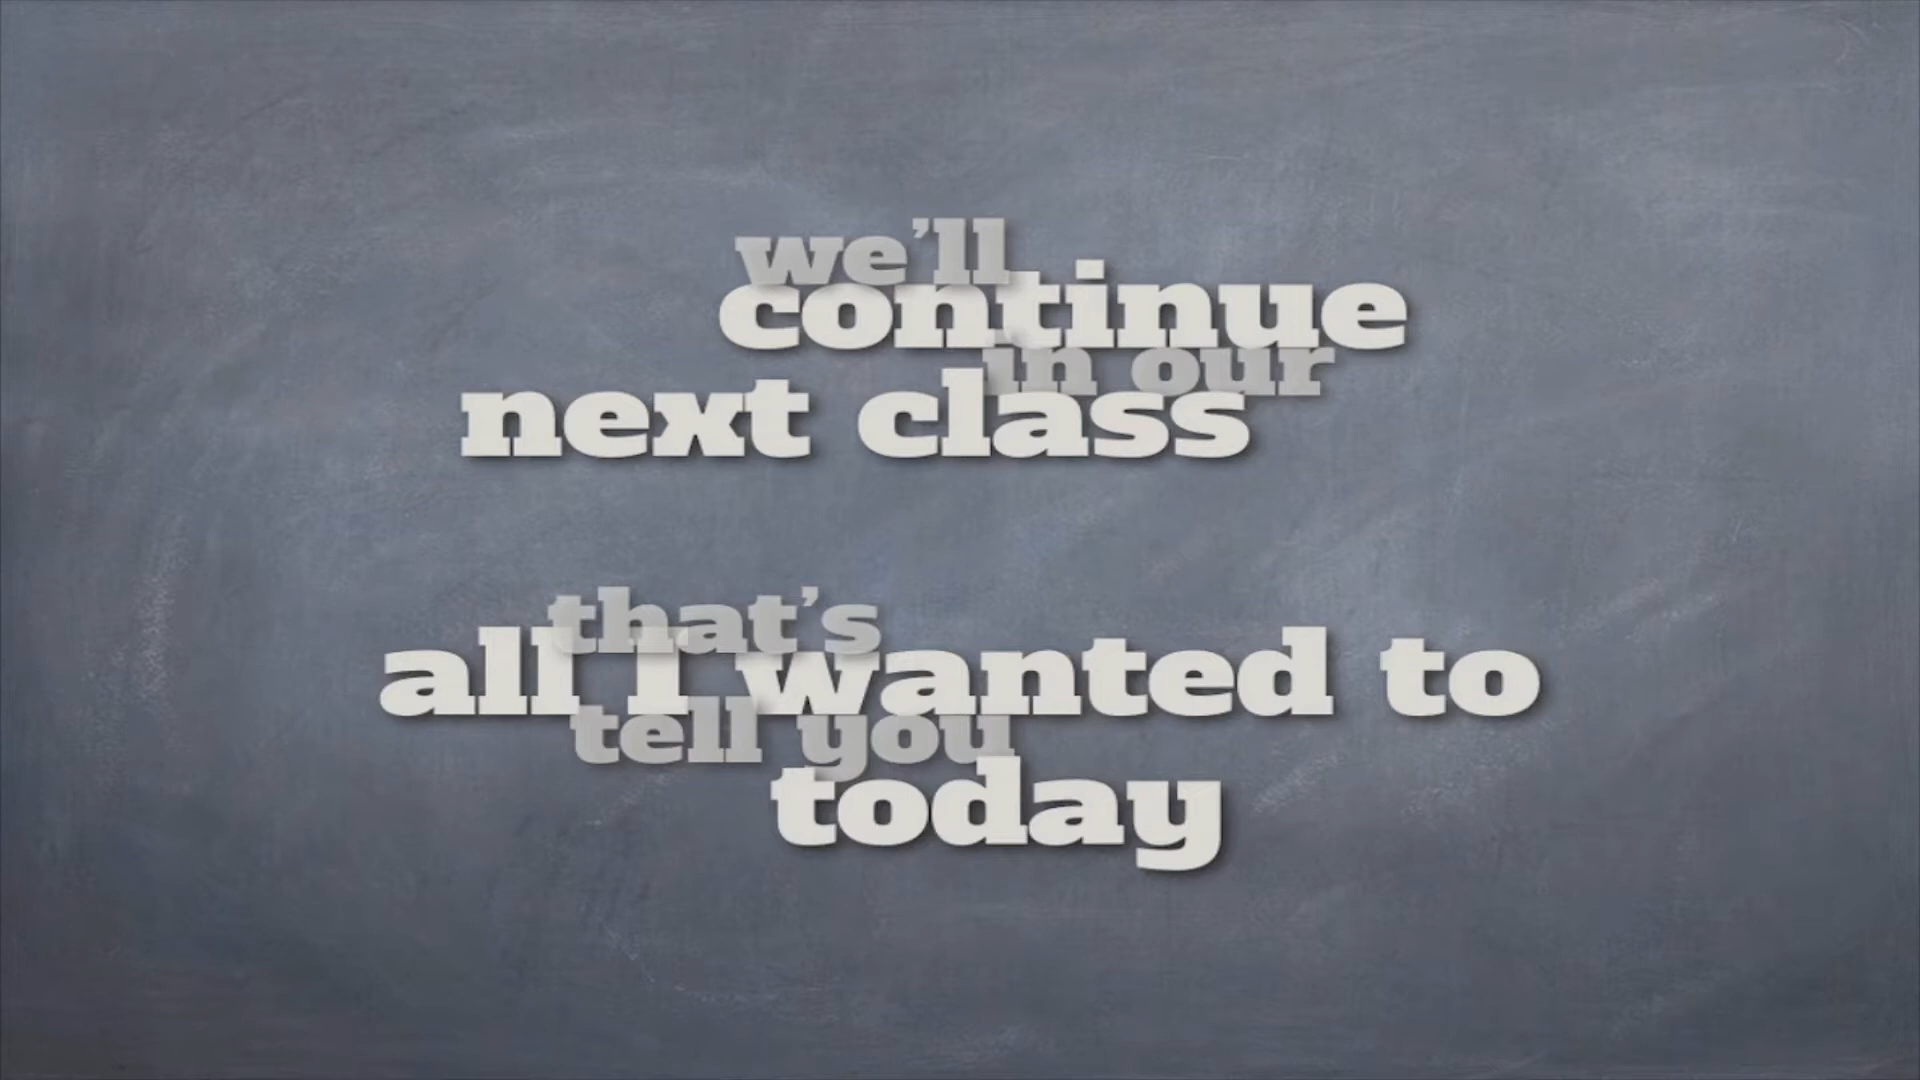 we'll
continue
in our
next class
that's
all I wanted to
tell you
today